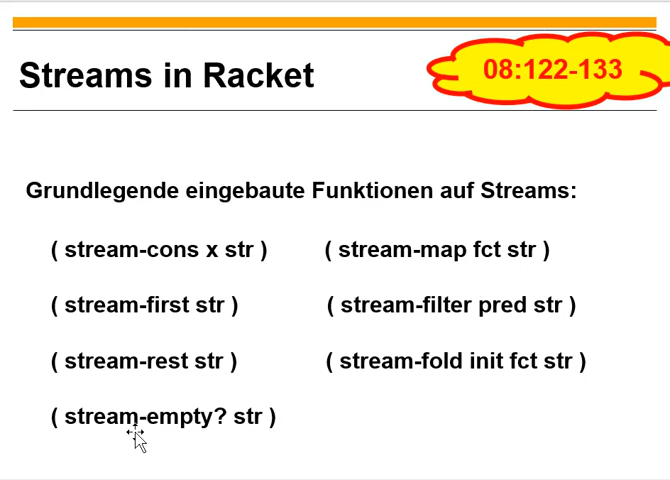 Streams in Racket
08:122-133
Grundlegende eingebaute Funktionen auf Streams:
( stream-cons x str )
( stream-map fct str )
( stream-first str )
( stream-filter pred str )
( stream-rest str )
( stream-fold init fct str )
( stream-empty? str )